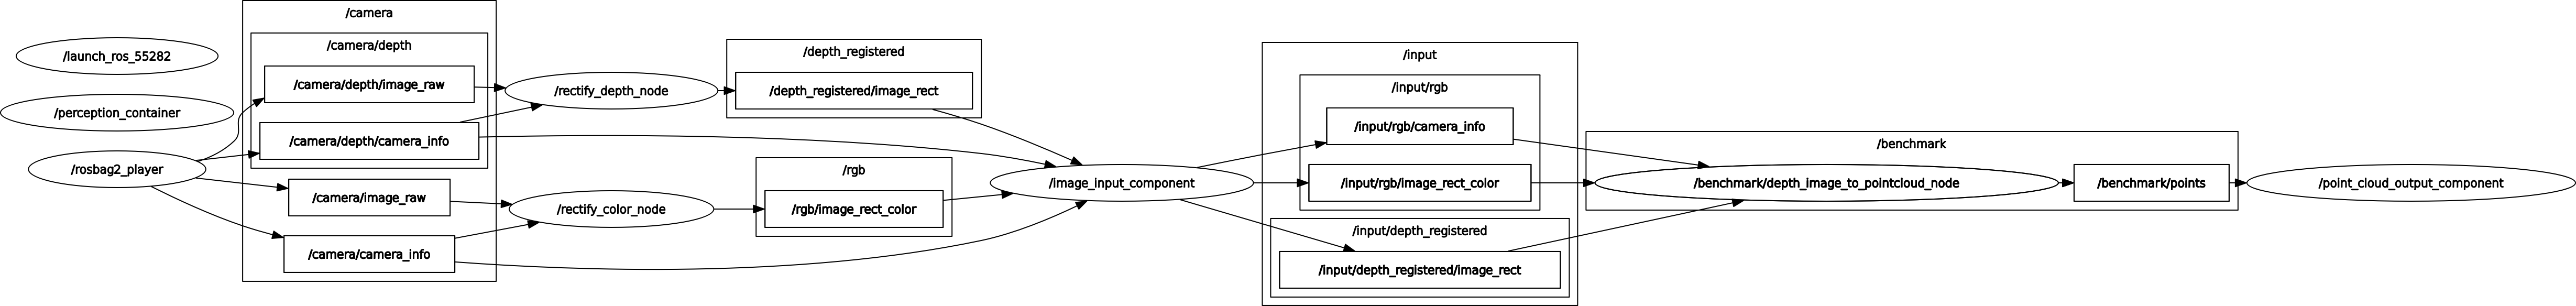 /launch_ros_55282
/perception_container
/rosbag2_player
/camera
/camera/depth
/camera/depth/image_raw
/camera/depth/camera_info
/camera/image_raw
/camera/camera_info
/rectify_depth_node
/rectify_color_node
/depth_registered
/depth_registered/image_rect
/rgb
/rgb/image_rect_color
/image_input_component
/input
/input/rgb
/input/rgb/camera_info
/input/rgb/image_rect_color
/input/depth_registered
/input/depth_registered/image_rect
/benchmark
/benchmark/depth_image_to_pointcloud_node
/benchmark/points
/point_cloud_output_component